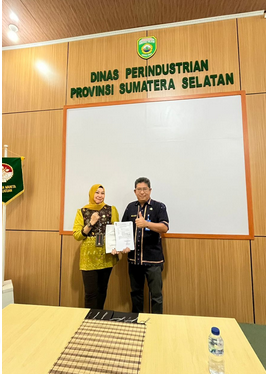 DINAS PERINDUSTRIAN
PROVINSI SUMATERA SELATAN